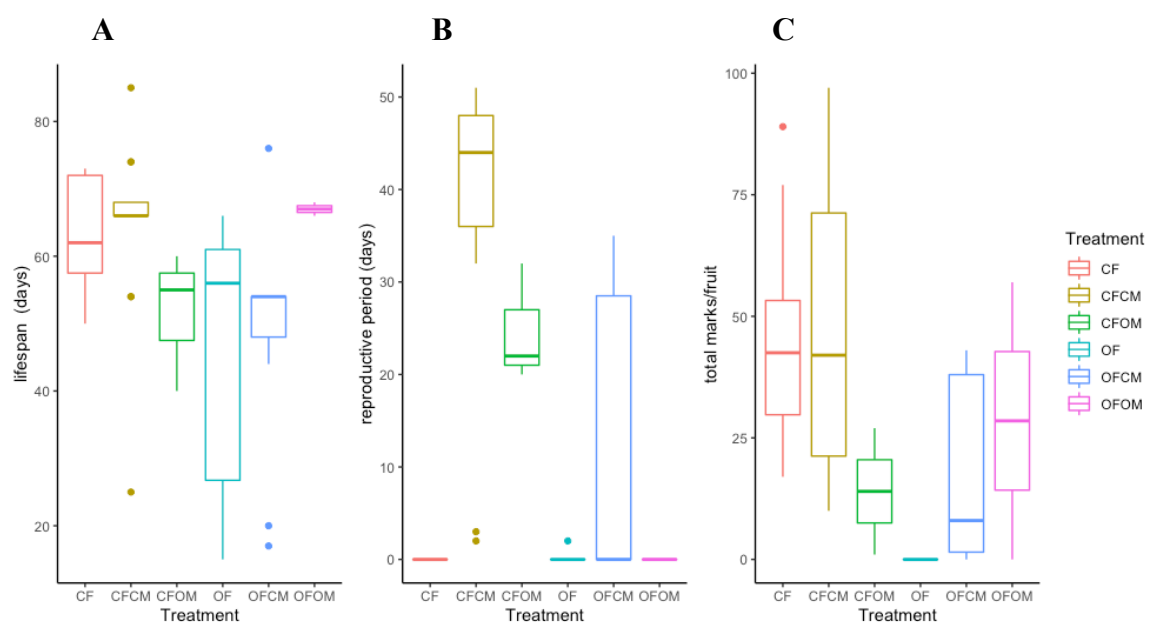 A
B
C
lifespan (days)
80
60
40
20
CF CFCM CFOM OF OFCM OFOM
Treatment
reproductive period (days)
50
40
30
20
10
0
CF CFCM CFOM OF OFCM OFOM
Treatment
total marks/fruit
100
75
50
25
0
CF CFCM CFOM OF OFCM OFOM
Treatment
Treatment
CF
CFCM
CFOM
OF
OFCM
OFOM